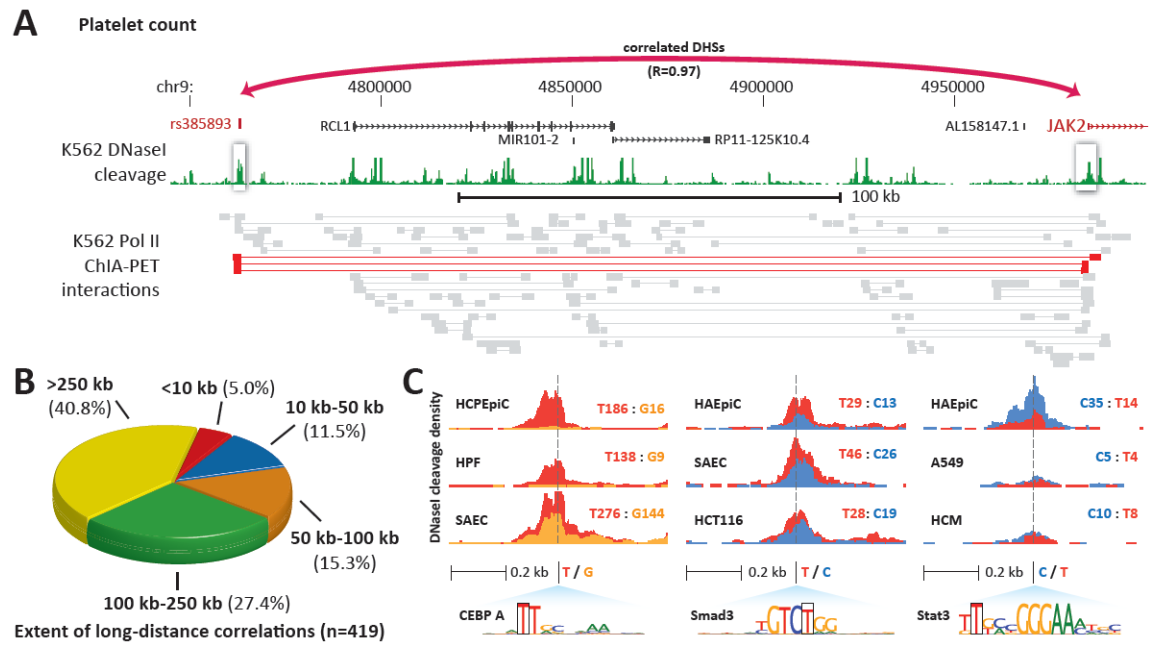 A
Platelet count
correlated DHSs
(R=0.97)
chr9:
4800000
4850000
4900000
4950000
rs385893
RCL1
MIR101-2
RP11-125K10.4
AL158147.1
JAK2
K562 DNaseI
cleavage
100 kb
K562 Pol II
ChIA-PET
interactions
B
>250 kb
(40.8%)
<10 kb (5.0%)
10 kb-50 kb
(11.5%)
50 kb-100 kb
(15.3%)
100 kb-250 kb (27.4%)
Extent of long-distance correlations (n=419)
C
DNaseI cleavage density
HCPEpiC
T186 : G16
HPF
T138 : G9
SAEC
T276 : G144
0.2 kb
T / G
CEBP A
TT
HAEpiC
T29 : C13
SAEC
T46 : C26
HCT116
T28: C19
0.2 kb
T / C
Smad3
TGTCTGG
HAEpiC
C35 : T14
A549
C5 : T4
HCM
C10 : T8
0.2 kb
C / T
Stat3
TT GGGAA